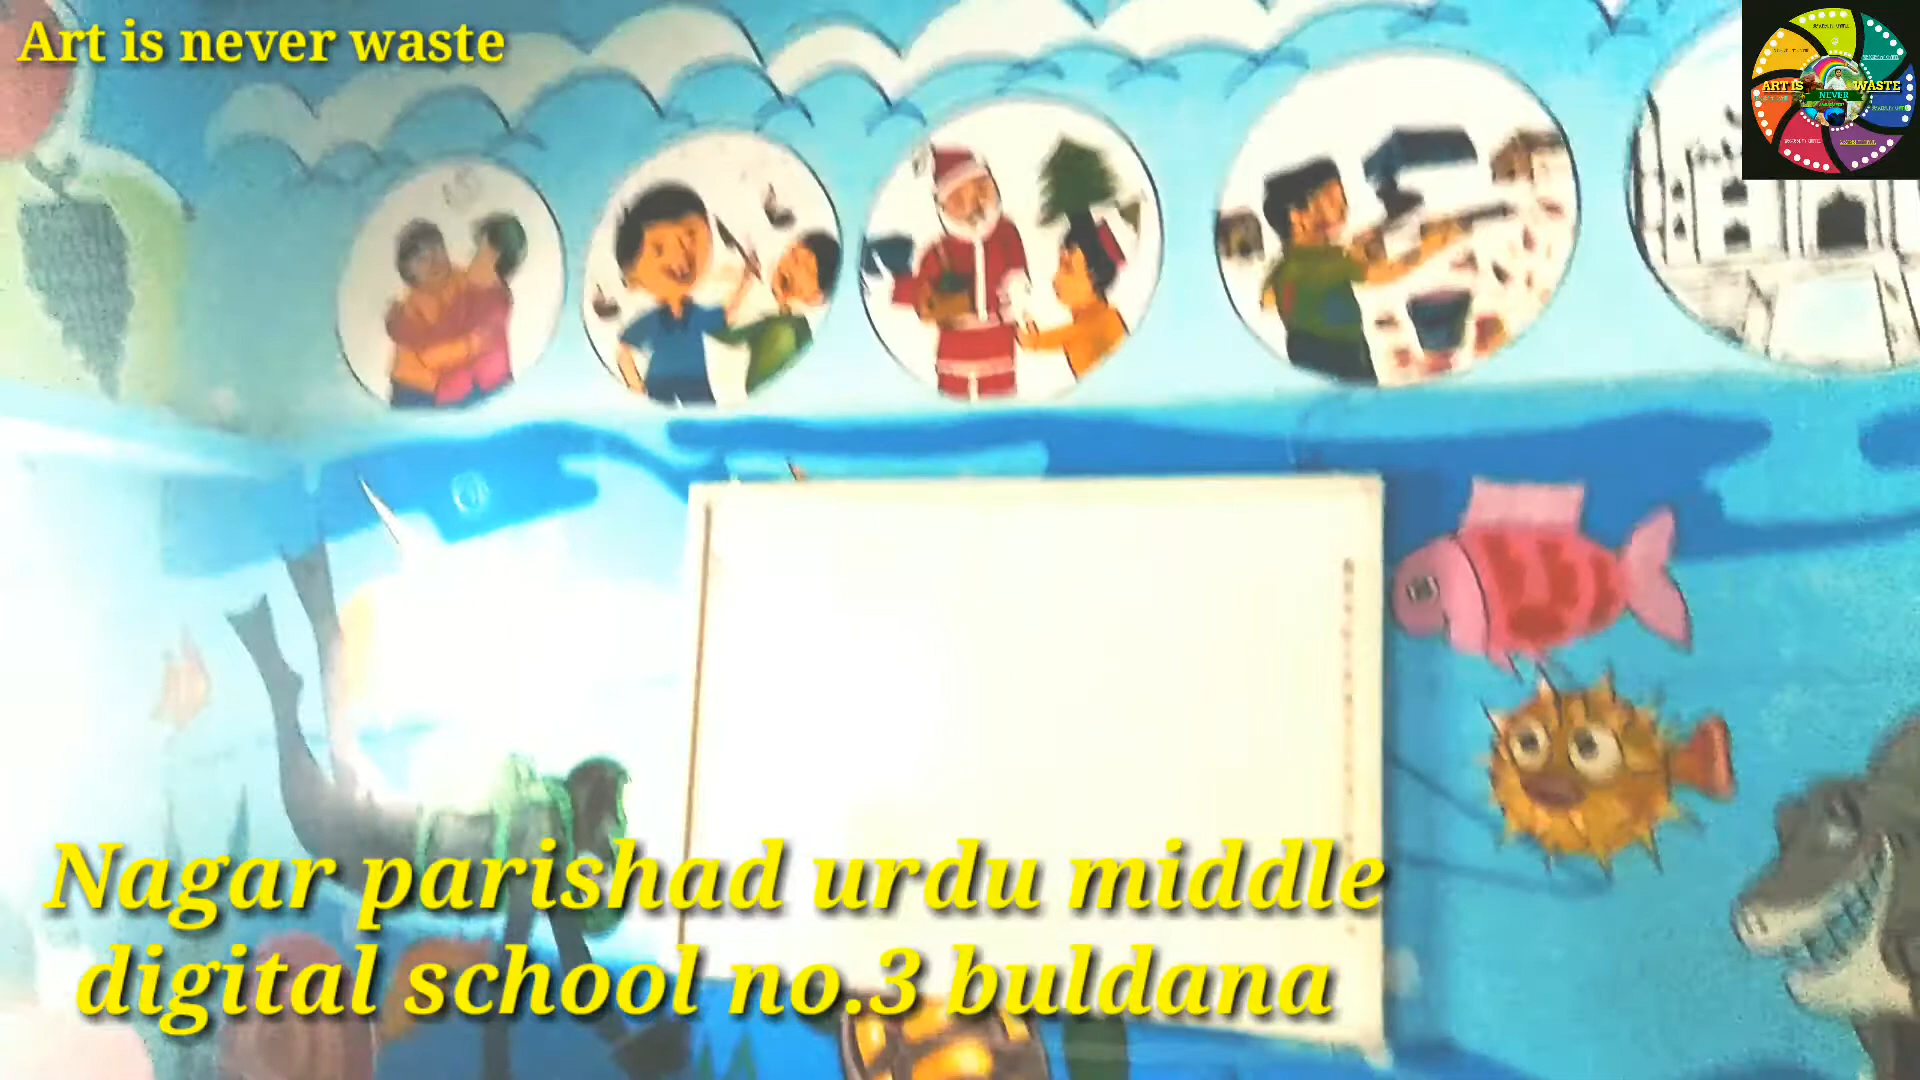 Art is never waste
ART IS NEVER WASTE
Nagar parishad urdu middle
digital school no.3 buldana